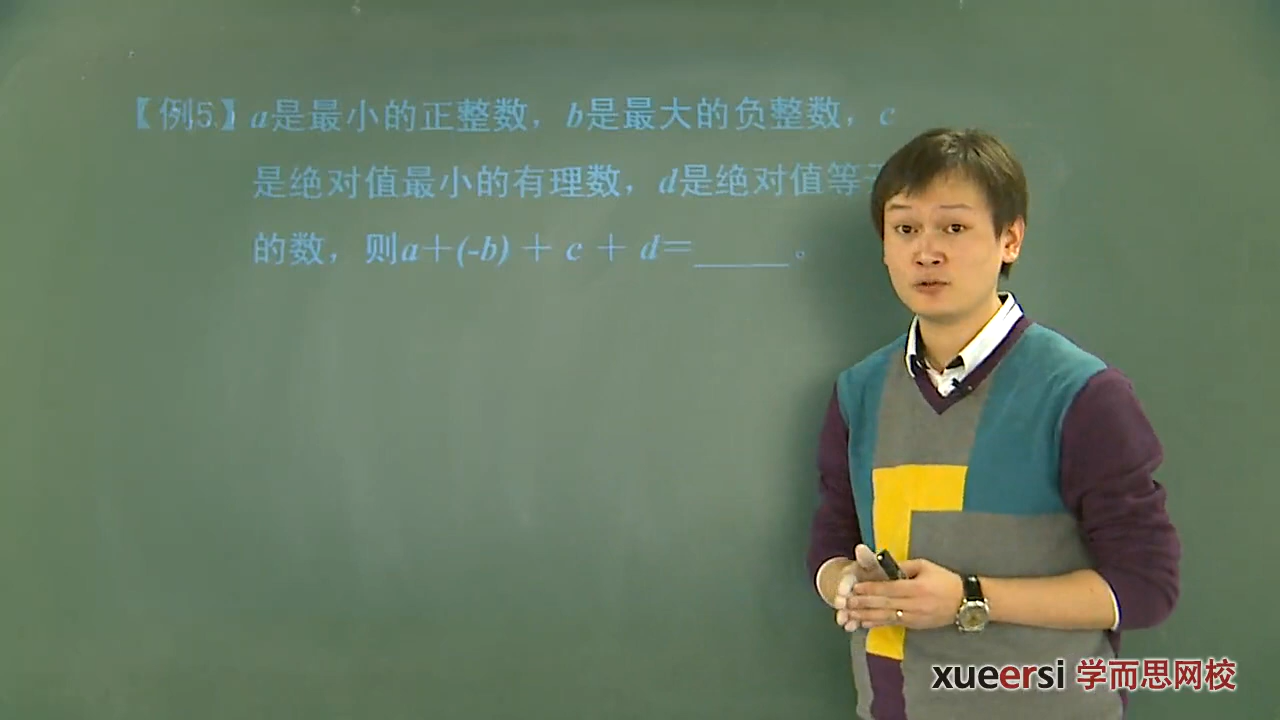 【例5】a是最小的正整数，b是最大的负整数，c
是绝对值最小的有理数，d是绝对值等
的数，则a＋(-b)＋c＋d＝_____。
xueersi 学而思网校